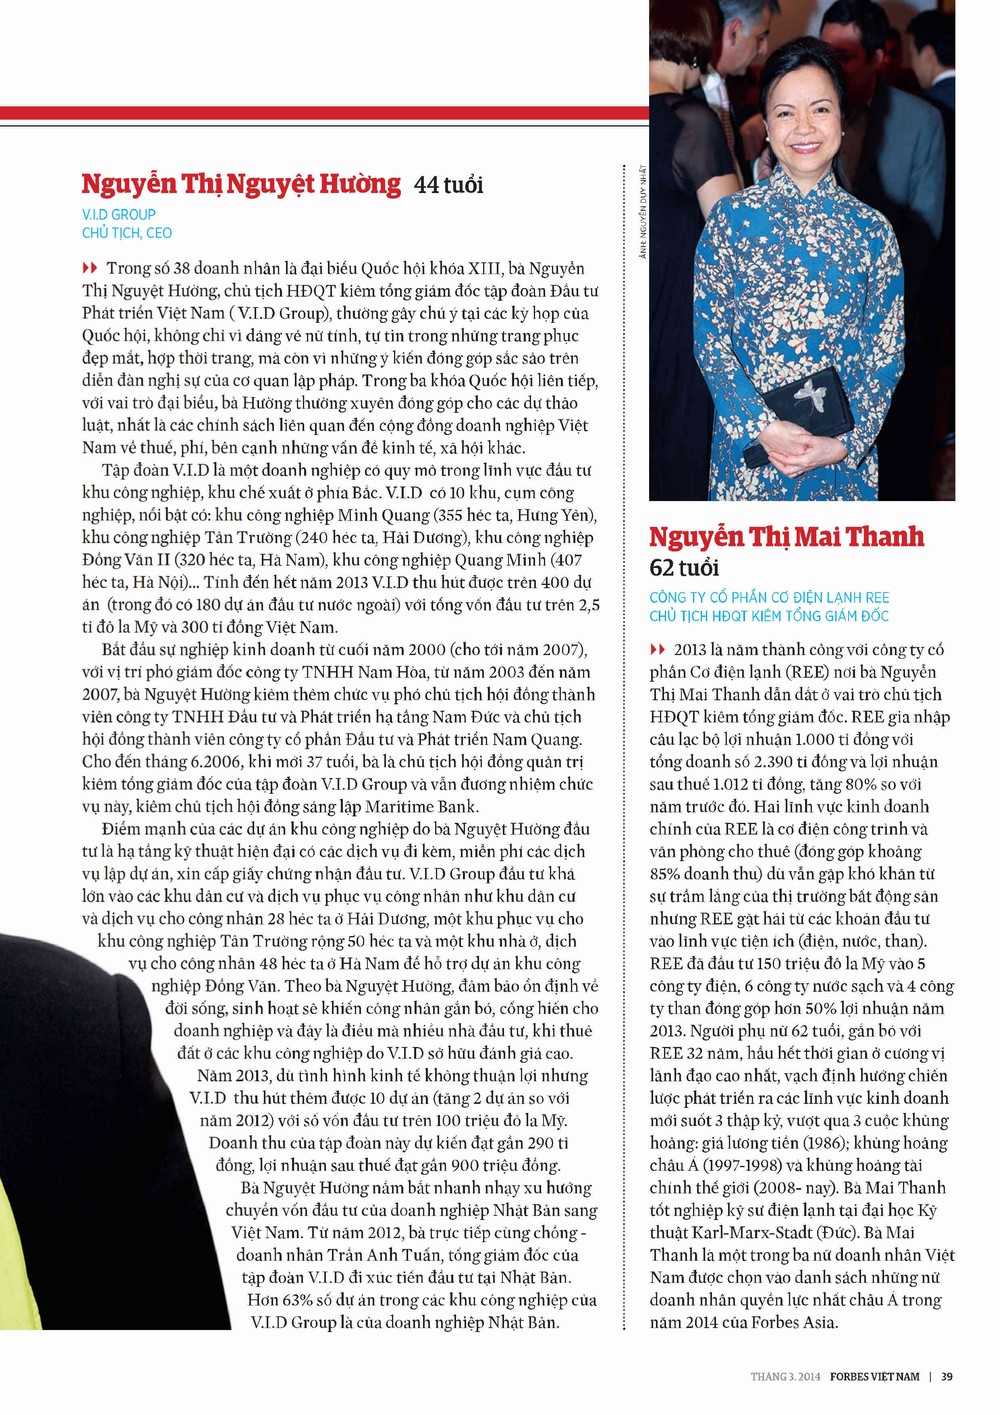 Nguyễn Thị Nguyệt Hường 44 tuổi
V.I.D GROUP
CHỦ TỊCH, CEO
Trong số 38 doanh nhân là đại biểu Quốc hội khóa XIII, bà Nguyễn
Thị Nguyệt Hường, chủ tịch HĐQT kiêm tổng giám đốc tập đoàn Đầu tư
Phát triển Việt Nam ( V.I.D Group), thường gây chú ý tại các kỳ họp của
Quốc hội, không chỉ vì dáng vẻ nữ tính, tự tin trong những trang phục
đẹp mắt, hợp thời trang, mà còn vì những ý kiến đóng góp sắc sảo trên
diễn đàn nghị sự của cơ quan lập pháp. Trong ba khóa Quốc hội liên tiếp,
với vai trò đại biểu, bà Hường thường xuyên đóng góp cho các dự thảo
luật, nhất là các chính sách liên quan đến cộng đồng doanh nghiệp Việt
Nam về thuế, phí, bên cạnh những vấn đề kinh tế, xã hội khác.
Tập đoàn V.I.D là một doanh nghiệp có quy mô trong lĩnh vực đầu tư
khu công nghiệp, khu chế xuất ở phía Bắc. V.I.D có 10 khu, cụm công
nghiệp, nổi bật có: khu công nghiệp Minh Quang (355 héc ta, Hưng Yên),
khu công nghiệp Tân Trường (240 héc ta, Hải Dương), khu công nghiệp
Đồng Văn II (320 héc ta, Hà Nam), khu công nghiệp Quang Minh (407
héc ta, Hà Nội)... Tính đến hết năm 2013 V.I.D thu hút được trên 400 dự
án (trong đó có 180 dự án đầu tư nước ngoài) với tổng vốn đầu tư trên 2,5
tỉ đô la Mỹ và 300 tỉ đồng Việt Nam.
Bắt đầu sự nghiệp kinh doanh từ cuối năm 2000 (cho tới năm 2007),
với vị trí phó giám đốc công ty TNHH Nam Hòa, từ năm 2003 đến năm
2007, bà Nguyệt Hường kiêm thêm chức vụ phó chủ tịch hội đồng thành
viên công ty TNHH Đầu tư và Phát triển hạ tầng Nam Đức và chủ tịch
hội đồng thành viên công ty cổ phần Đầu tư và Phát triển Nam Quang.
Cho đến tháng 6.2006, khi mới 37 tuổi, bà là chủ tịch hội đồng quản trị
kiêm tổng giám đốc của tập đoàn V.I.D Group và vẫn đương nhiệm chức
vụ này, kiêm chủ tịch hội đồng sáng lập Maritime Bank.
Điểm mạnh của các dự án khu công nghiệp do bà Nguyệt Hường đầu
tư là hạ tầng kỹ thuật hiện đại có các dịch vụ đi kèm, miễn phí các dịch
vụ lập dự án, xin cấp giấy chứng nhận đầu tư. V.I.D Group đầu tư khá
lớn vào các khu dân cư và dịch vụ phục vụ công nhân như khu dân cư
và dịch vụ cho công nhân 28 héc ta ở Hải Dương, một khu phục vụ cho
khu công nghiệp Tân Trường rộng 50 héc ta và một khu nhà ở, dịch
vụ cho công nhân 48 héc ta ở Hà Nam để hỗ trợ dự án khu công
nghiệp Đồng Văn. Theo bà Nguyệt Hường, đảm bảo ổn định về
đời sống, sinh hoạt sẽ khiến công nhân gắn bó, cống hiến cho
doanh nghiệp và đây là điều mà nhiều nhà đầu tư, khi thuê
đất ở các khu công nghiệp do V.I.D sở hữu đánh giá cao.
Năm 2013, dù tình hình kinh tế không thuận lợi nhưng
V.I.D thu hút thêm được 10 dự án (tăng 2 dự án so với
năm 2012) với số vốn đầu tư trên 100 triệu đô la Mỹ.
Doanh thu của tập đoàn này dự kiến đạt gần 290 tỉ
đồng, lợi nhuận sau thuế đạt gần 900 triệu đồng.
Bà Nguyệt Hường nắm bắt nhanh nhạy xu hướng
chuyển vốn đầu tư của doanh nghiệp Nhật Bản sang
Việt Nam. Từ năm 2012, bà trực tiếp cùng chồng -
doanh nhân Trần Anh Tuấn, tổng giám đốc của
tập đoàn V.I.D đi xúc tiến đầu tư tại Nhật Bản.
Hơn 63% số dự án trong các khu công nghiệp của
V.I.D Group là của doanh nghiệp Nhật Bản.
ẢNH: NGUYỄN DUY NHẤT
Nguyễn Thị Mai Thanh
62 tuổi
CÔNG TY CỔ PHẦN CƠ ĐIỆN LẠNH REE
CHỦ TỊCH HĐQT KIÊM TỔNG GIÁM ĐỐC
2013 là năm thành công với công ty cổ
phần Cơ điện lạnh (REE) nơi bà Nguyễn
Thị Mai Thanh dẫn dắt ở vai trò chủ tịch
HĐQT kiêm tổng giám đốc. REE gia nhập
câu lạc bộ lợi nhuận 1.000 tỉ đồng với
tổng doanh số 2.390 tỉ đồng và lợi nhuận
sau thuế 1.012 tỉ đồng, tăng 80% so với
năm trước đó. Hai lĩnh vực kinh doanh
chính của REE là cơ điện công trình và
văn phòng cho thuê (đóng góp khoảng
85% doanh thu) dù vẫn gặp khó khăn từ
sự trầm lắng của thị trường bất động sản
nhưng REE gặt hái từ các khoản đầu tư
vào lĩnh vực tiện ích (điện, nước, than).
REE đã đầu tư 150 triệu đô la Mỹ vào 5
công ty điện, 6 công ty nước sạch và 4 công
ty than đóng góp hơn 50% lợi nhuận năm
2013. Người phụ nữ 62 tuổi, gắn bó với
REE 32 năm, hầu hết thời gian ở cương vị
lãnh đạo cao nhất, vạch định hướng chiến
lược phát triển ra các lĩnh vực kinh doanh
mới suốt 3 thập kỷ, vượt qua 3 cuộc khủng
hoảng: giá lương tiền (1986); khủng hoảng
châu Á (1997-1998) và khủng hoảng tài
chính thế giới (2008- nay). Bà Mai Thanh
tốt nghiệp kỹ sư điện lạnh tại đại học Kỹ
thuật Karl-Marx-Stadt (Đức). Bà Mai
Thanh là một trong ba nữ doanh nhân Việt
Nam được chọn vào danh sách những nữ
doanh nhân quyền lực nhất châu Á trong
năm 2014 của Forbes Asia.
THÁNG 3. 2014 FORBES VIỆT NAM | 39